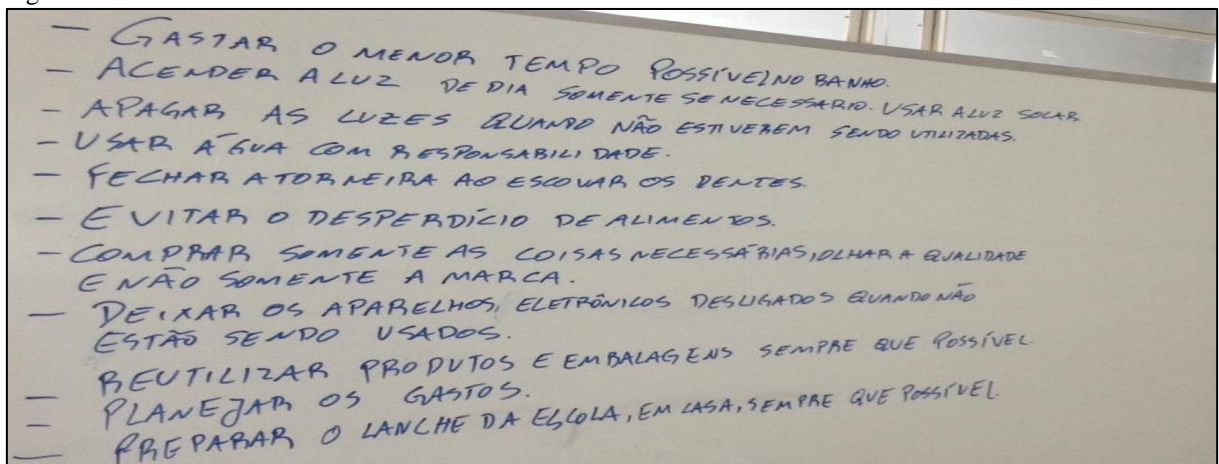 — GASTAR O MENOR TEMPO POSSÍVEL NO BANHO.
— ACENDER A LUZ DE DIA SOMENTE SE NECESSÁRIO. USAR A LUZ SOLAR
— APAGAR AS LUZES QUANDO NÃO ESTIVEREM SENDO UTILIZADAS.
— USAR ÁGUA COM RESPONSABILIDADE.
— FECHAR A TORNEIRA AO ESCOVAR OS DENTES.
— EVITAR O DESPERDÍCIO DE ALIMENTOS.
— COMPRAR SOMENTE AS COISAS NECESSÁRIAS, OLHAR A QUALIDADE
E NÃO SOMENTE A MARCA.
— DEIXAR OS APARELHOS, ELETRÔNICOS DESLIGADOS QUANDO NÃO
ESTÃO SENDO USADOS.
— REUTILIZAR PRODUTOS E EMBALAGENS SEMPRE QUE POSSÍVEL.
— PLANEJAR OS GASTOS.
— PREPARAR O LANCHE DA ESCOLA, EM CASA, SEMPRE QUE POSSÍVEL